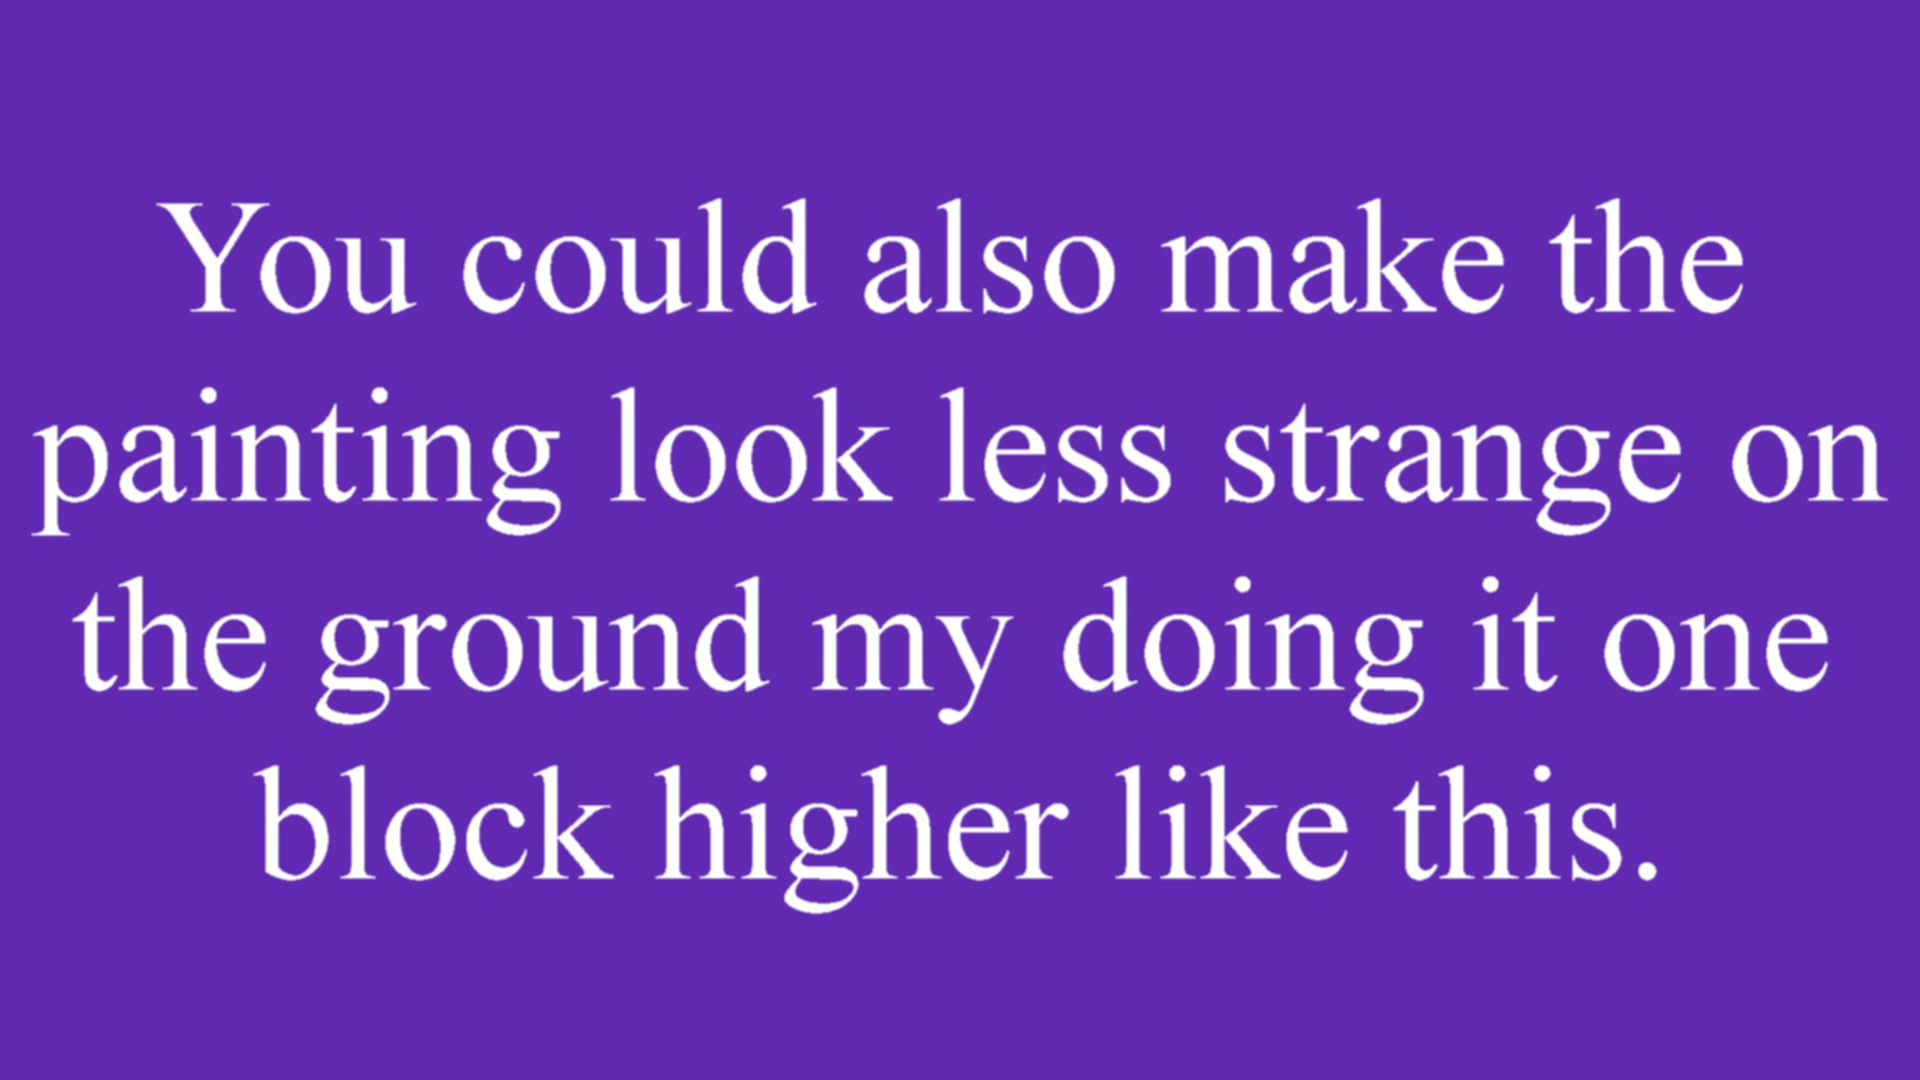 You could also make the
painting look less strange on
the ground my doing it one
block higher like this.